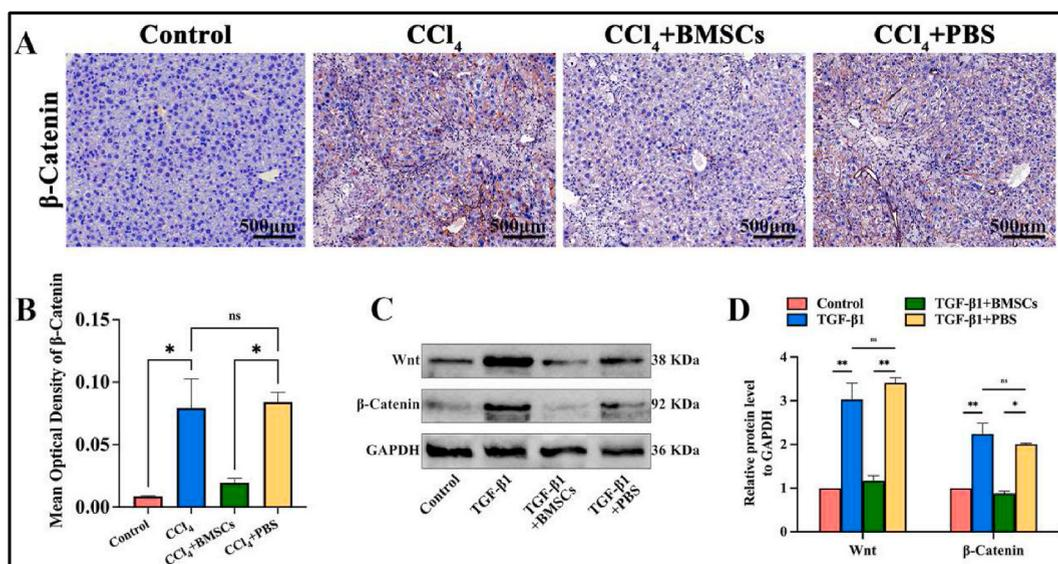 A
Control
CCl₄
CCl₄+BMSCs
CCl₄+PBS
β-Catenin
500μm
500μm
500μm
500μm
B
Mean Optical Density of β-Catenin
0.15
0.10
0.05
0.00
ns
*
*
Control
CCl₄
CCl₄+BMSCs
CCl₄+PBS
C
Wnt
38 KDa
β-Catenin
92 KDa
GAPDH
36 KDa
Control
TGF-β1
TGF-β1
+BMSCs
TGF-β1
+PBS
D
Control
TGF-β1+BMSCs
TGF-β1
TGF-β1+PBS
Relative protein level
to GAPDH
4
3
2
1
0
ns
**
**
ns
**
*
Wnt
β-Catenin